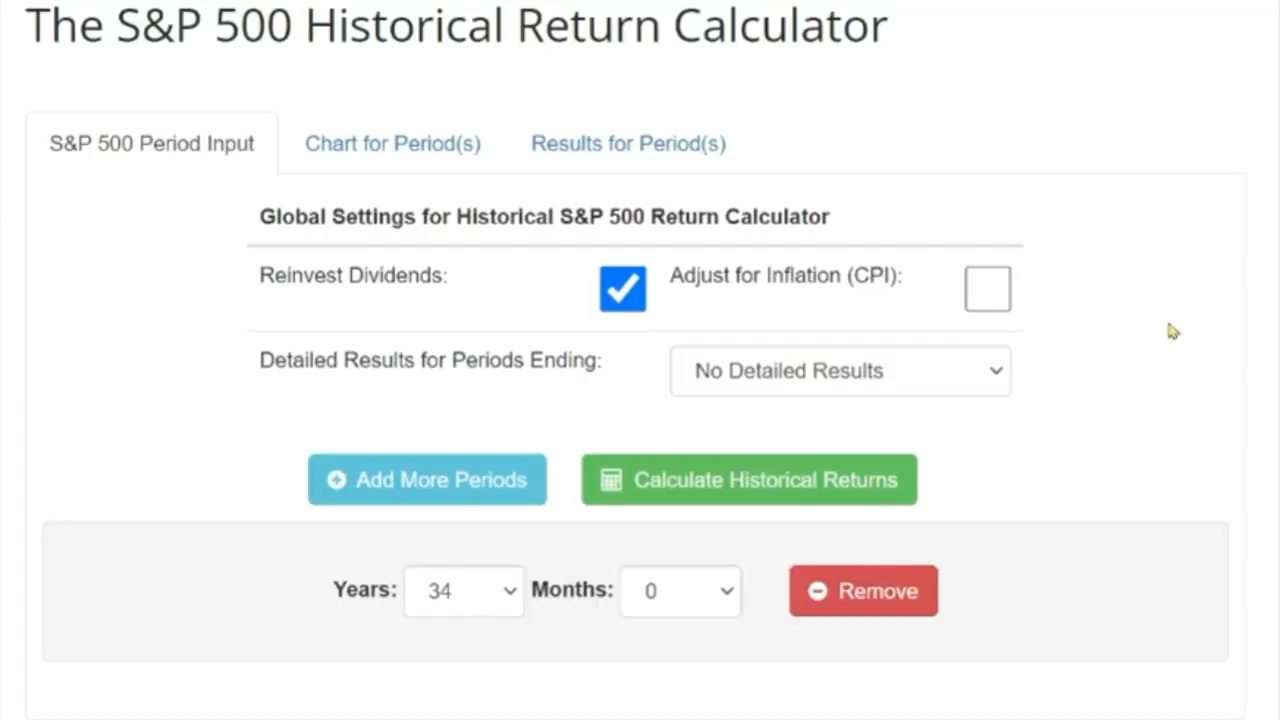 The S&P 500 Historical Return Calculator
S&P 500 Period Input Chart for Period(s) Results for Period(s)
Global Settings for Historical S&P 500 Return Calculator
Reinvest Dividends: Adjust for Inflation (CPI):
Detailed Results for Periods Ending: No Detailed Results
Add More Periods Calculate Historical Returns
Years: 34 Months: 0 Remove